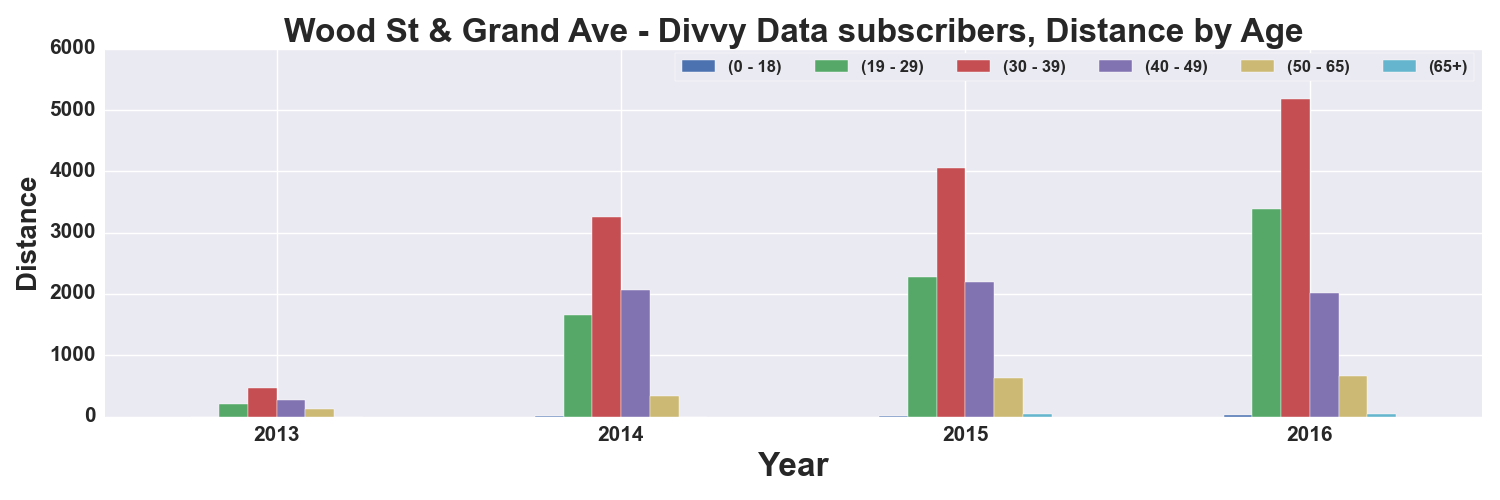 Wood St & Grand Ave - Divvy Data subscribers, Distance by Age
(0 - 18) (19 - 29) (30 - 39) (40 - 49) (50 - 65) (65+)
Distance
6000
5000
4000
3000
2000
1000
0
2013 2014 2015 2016
Year